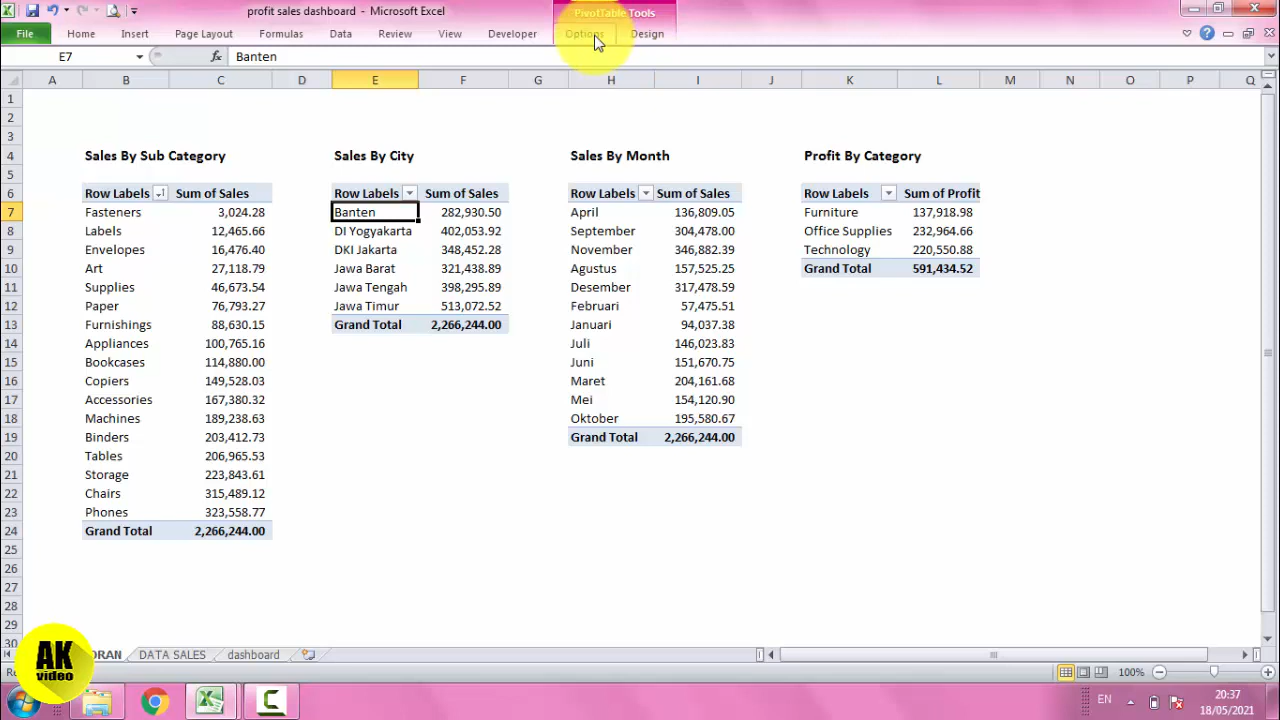 profit sales dashboard - Microsoft Excel
PivotTable Tools
File Home Insert Page Layout Formulas Data Review View Developer Options Design
E7 fx Banten
A B C D E F G H I J K L M N O P Q
1
2
3
4 Sales By Sub Category Sales By City Sales By Month Profit By Category
5
6 Row Labels Sum of Sales Row Labels Sum of Sales Row Labels Sum of Sales Row Labels Sum of Profit
7 Fasteners 3,024.28 Banten 282,930.50 April 136,809.05 Furniture 137,918.98
8 Labels 12,465.66 DI Yogyakarta 402,053.92 September 304,478.00 Office Supplies 232,964.66
9 Envelopes 16,476.40 DKI Jakarta 348,452.28 November 346,882.39 Technology 220,550.88
10 Art 27,118.79 Jawa Barat 321,438.89 Agustus 157,525.25 Grand Total 591,434.52
11 Supplies 46,673.54 Jawa Tengah 398,295.89 Desember 317,478.59
12 Paper 76,793.27 Jawa Timur 513,072.52 Februari 57,475.51
13 Furnishings 88,630.15 Grand Total 2,266,244.00 Januari 94,037.38
14 Appliances 100,765.16 Juli 146,023.83
15 Bookcases 114,880.00 Juni 151,670.75
16 Copiers 149,528.03 Maret 204,161.68
17 Accessories 167,380.32 Mei 154,120.90
18 Machines 189,238.63 Oktober 195,580.67
19 Binders 203,412.73 Grand Total 2,266,244.00
20 Tables 206,965.53
21 Storage 223,843.61
22 Chairs 315,489.12
23 Phones 323,558.77
24 Grand Total 2,266,244.00
25
26
27
28
29
30
ORAN DATA SALES dashboard
Re 100%
AK
video
EN 20:37
18/05/2021